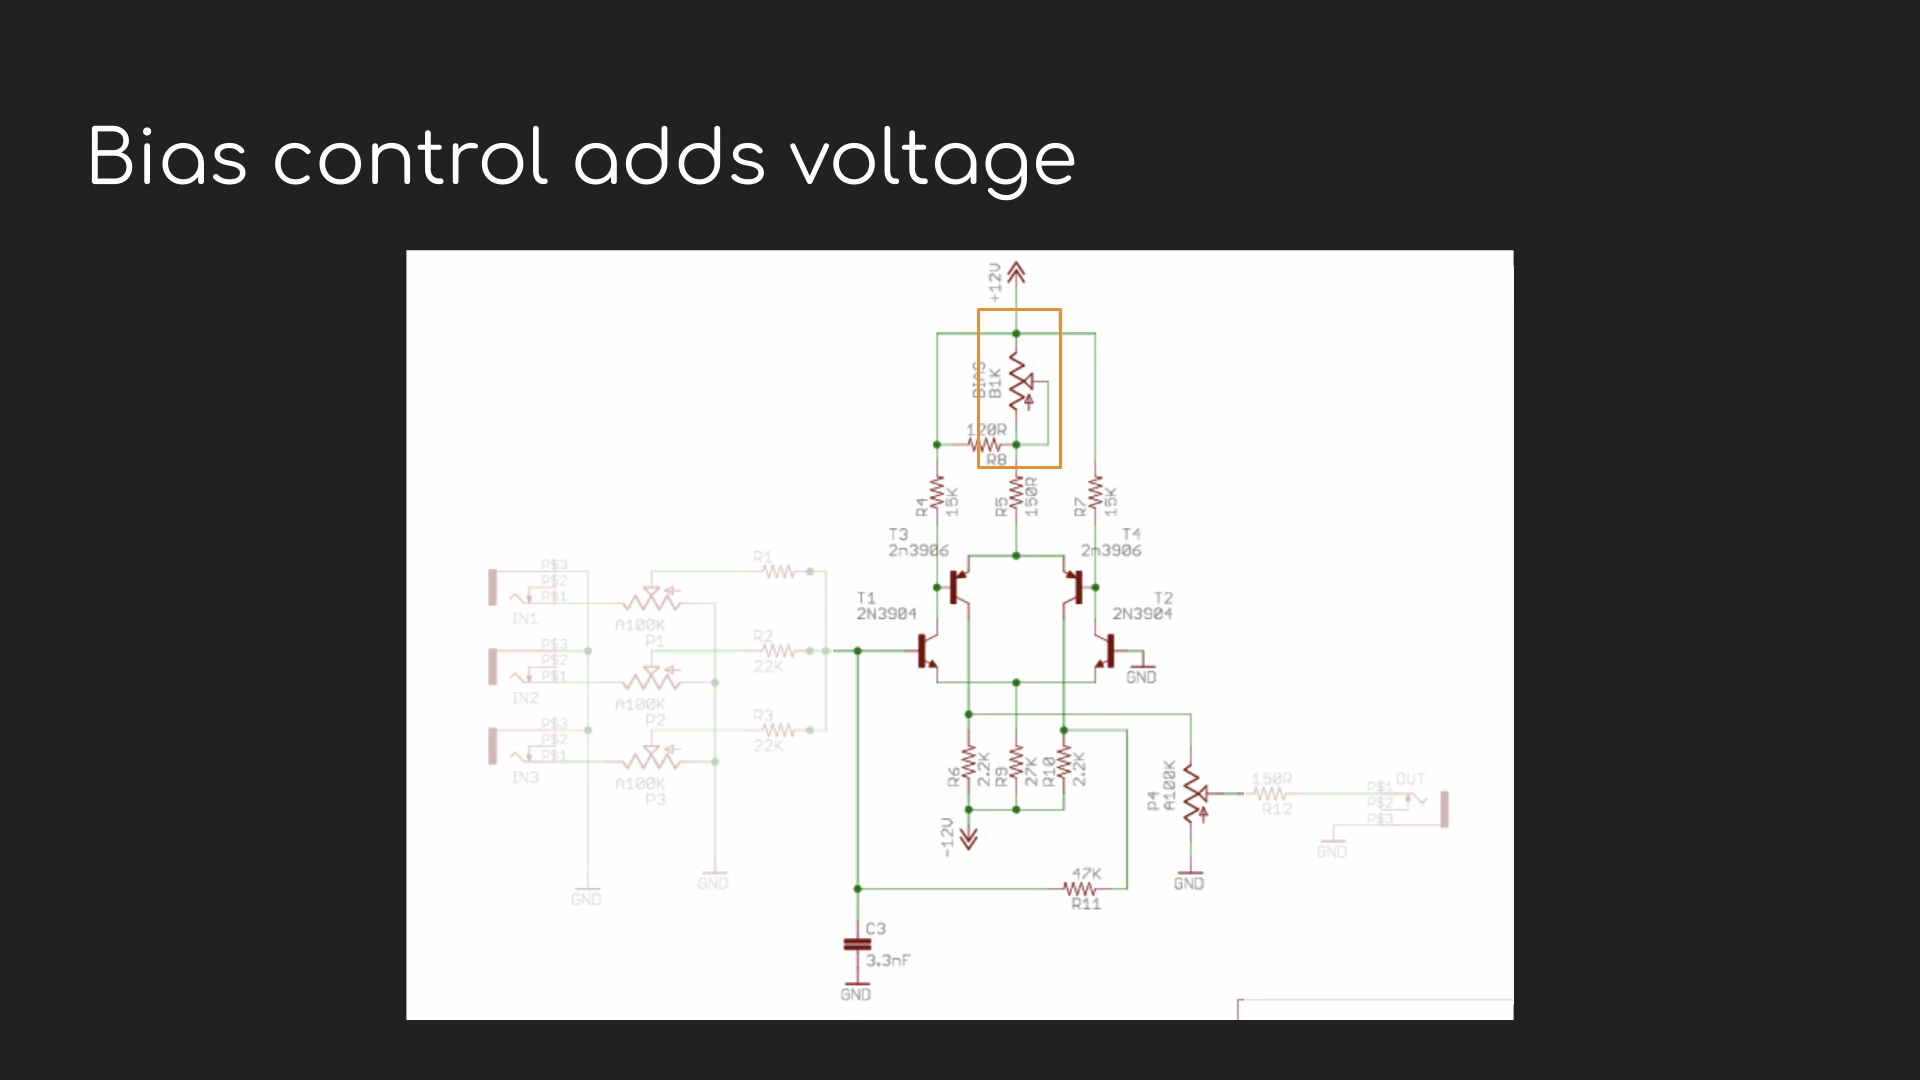 Bias control adds voltage
+12V
BIAS
B1K
120R
R8
R4
15K
R5
150R
R7
15K
T3
2n3906
T4
2n3906
T1
2N3904
T2
2N3904
GND
P$3
P$2
P$1
IN1
A100K
P1
R1
P$3
P$2
P$1
IN2
A100K
P2
R2
22K
P$3
P$2
P$1
IN3
A100K
P3
R3
22K
R6
2.2K
R9
27K
R10
2.2K
-12V
P4
A100K
150R
R12
OUT
P$1
P$2
P$3
GND
GND
GND
GND
47K
R11
C3
3.3nF
GND